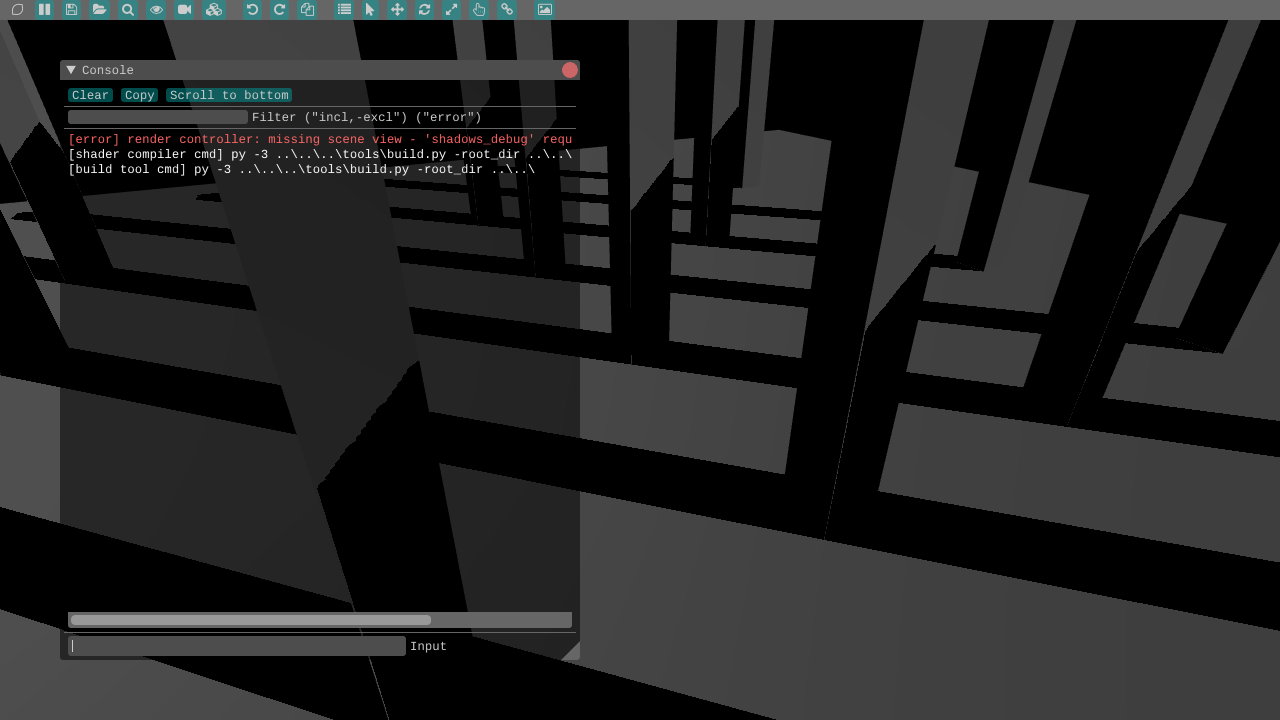 Console
Clear Copy Scroll to bottom
Filter ("incl,-excl") ("error")
[error] render controller: missing scene view - 'shadows_debug' requ
[shader compiler cmd] py -3 ..\..\..\tools\build.py -root_dir ..\..\
[build tool cmd] py -3 ..\..\..\tools\build.py -root_dir ..\..\
Input